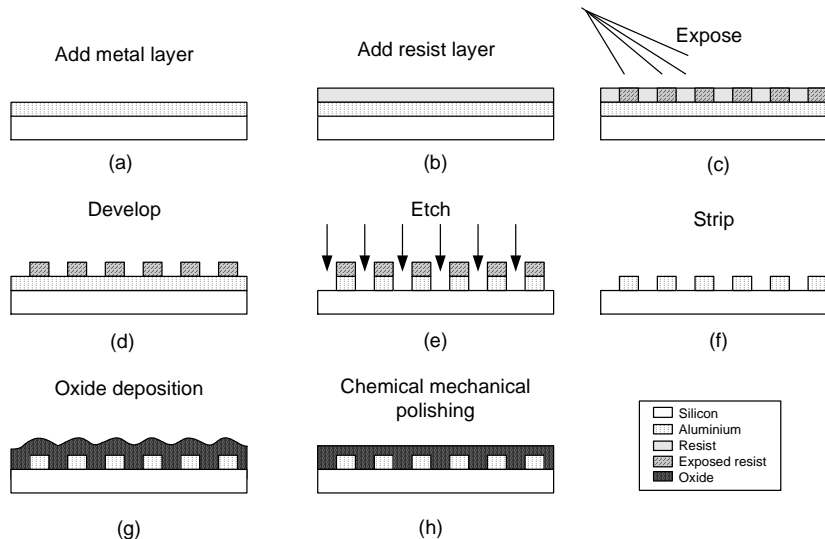 Add metal layer
(a)
Add resist layer
(b)
Expose
(c)
Develop
(d)
Etch
(e)
Strip
(f)
Oxide deposition
(g)
Chemical mechanical
polishing
(h)
Silicon
Aluminium
Resist
Exposed resist
Oxide